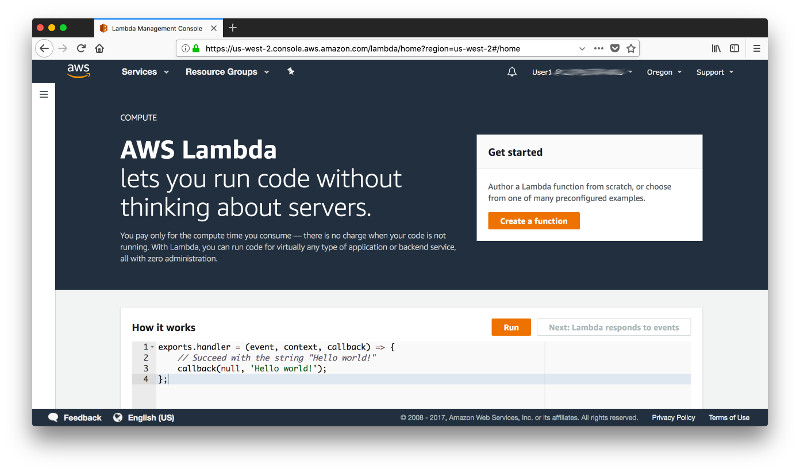 Lambda Management Console
https://us-west-2.console.aws.amazon.com/lambda/home?region=us-west-2#/home
aws
Services
Resource Groups
User1
Oregon
Support
COMPUTE
AWS Lambda
lets you run code without
thinking about servers.
You pay only for the compute time you consume — there is no charge when your code is not
running. With Lambda, you can run code for virtually any type of application or backend service,
all with zero administration.
Get started
Author a Lambda function from scratch, or choose
from one of many preconfigured examples.
Create a function
How it works
Run
Next: Lambda responds to events
1 exports.handler = (event, context, callback) => {
2 // Succeed with the string "Hello world!"
3 callback(null, 'Hello world!');
4 };
Feedback
English (US)
© 2008 - 2017, Amazon Web Services, Inc. or its affiliates. All rights reserved.
Privacy Policy
Terms of Use